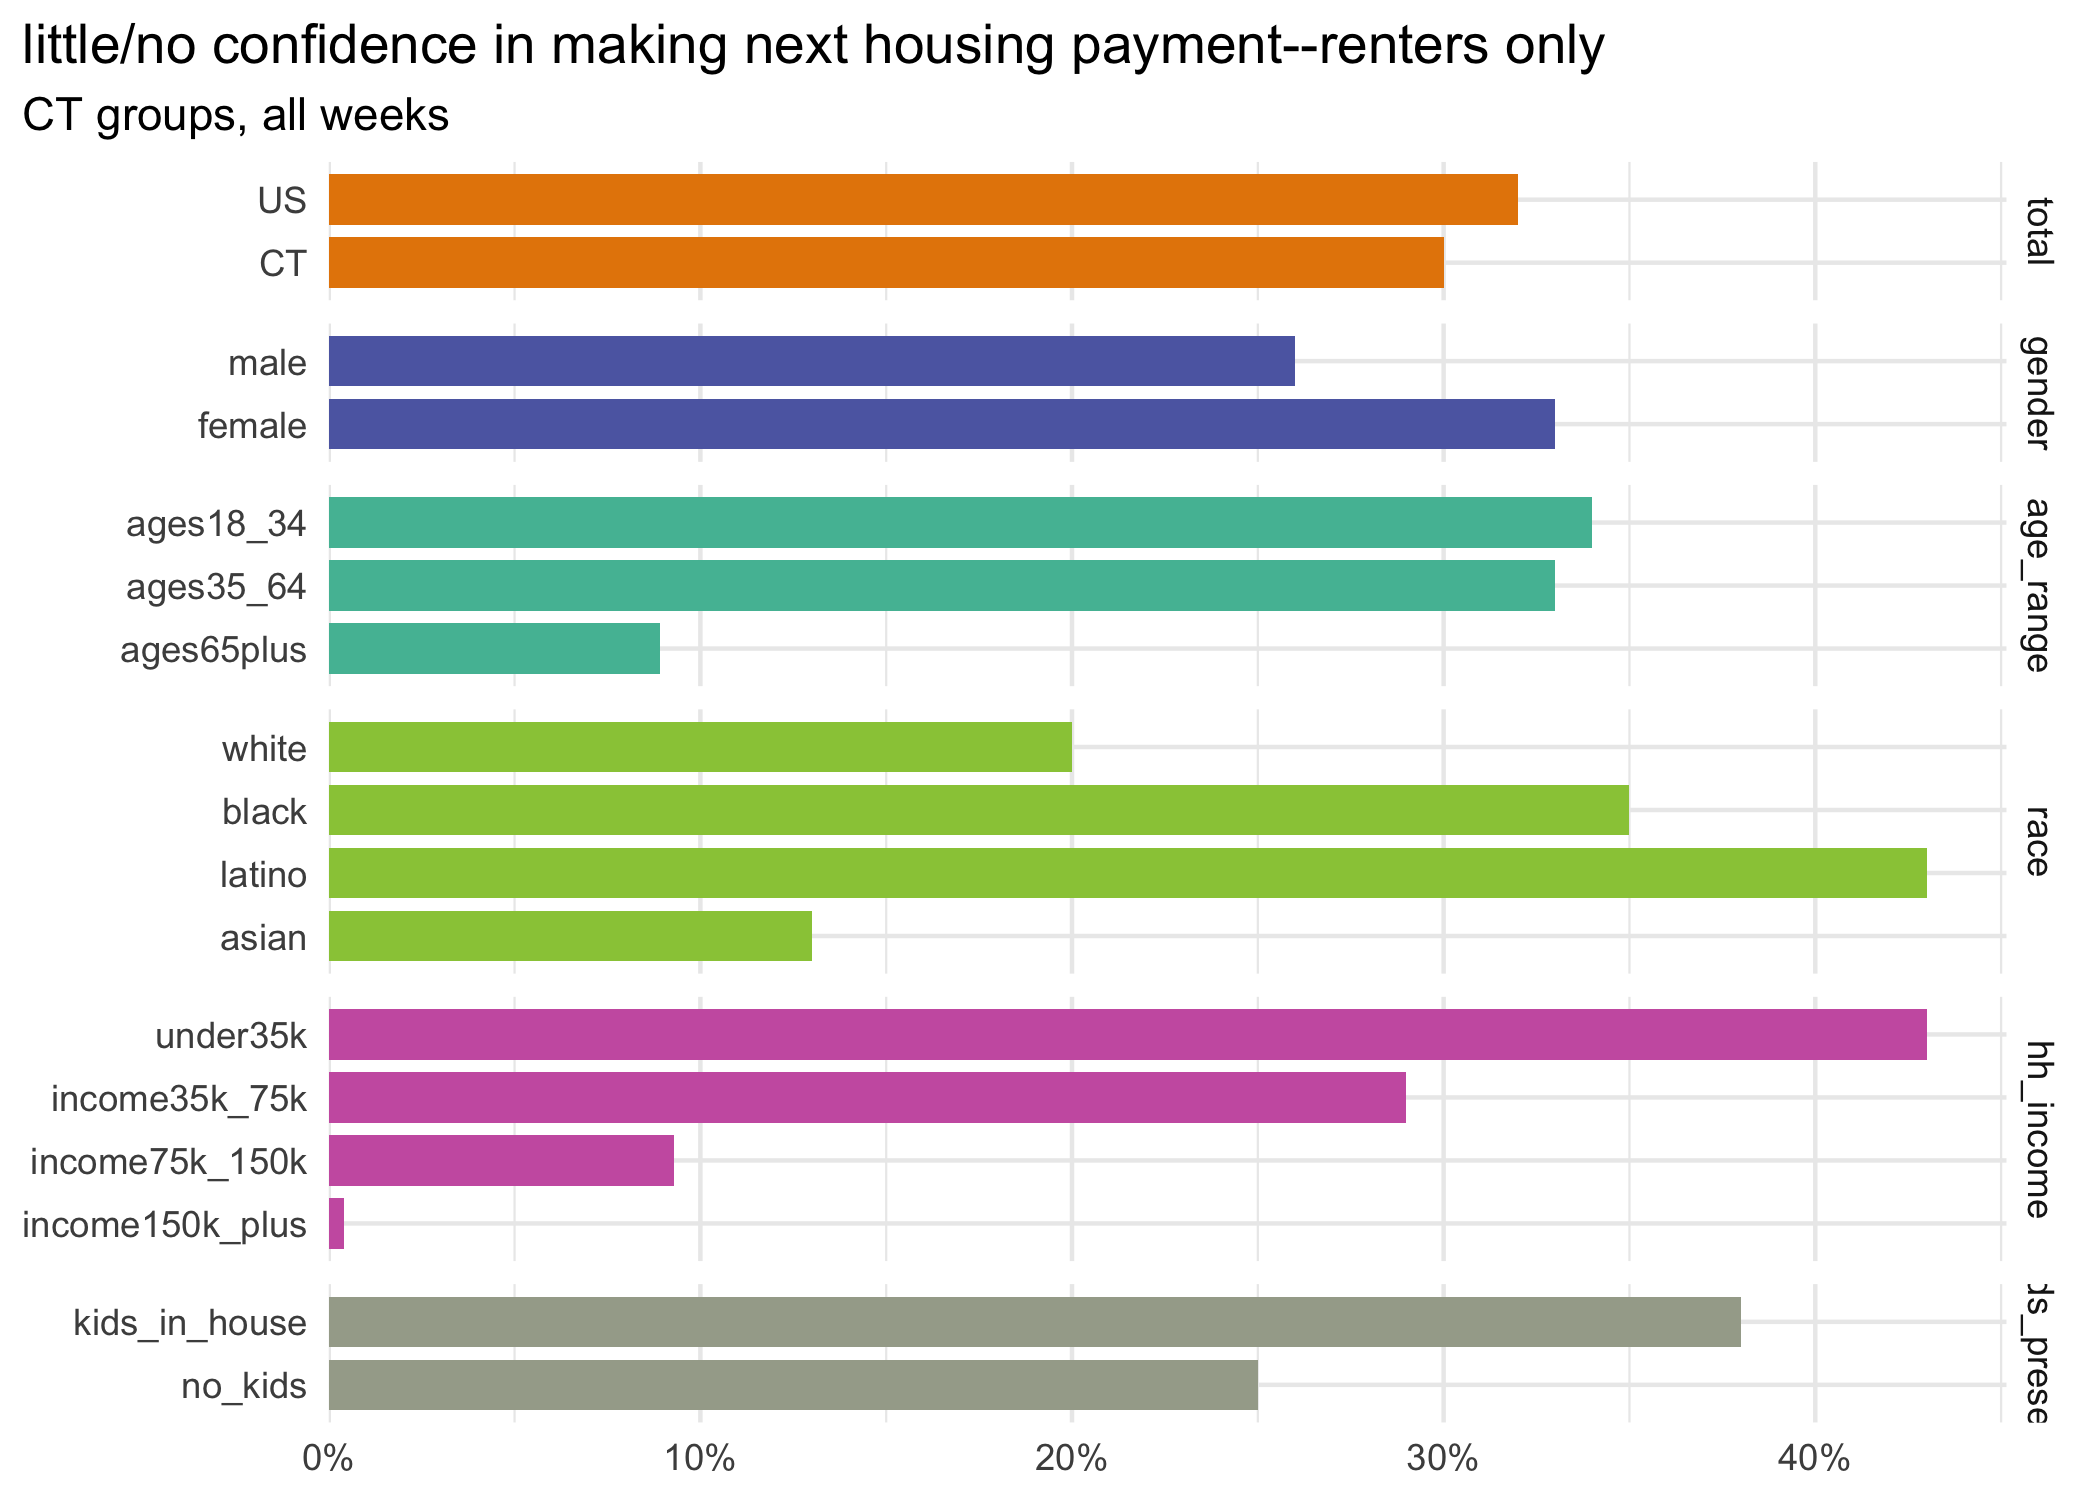 little/no confidence in making next housing payment--renters only
CT groups, all weeks
US
CT
total
male
female
gender
ages18_34
ages35_64
ages65plus
age_range
white
black
latino
asian
race
under35k
income35k_75k
income75k_150k
income150k_plus
hh_income
kids_in_house
no_kids
ds_prese
0% 10% 20% 30% 40%